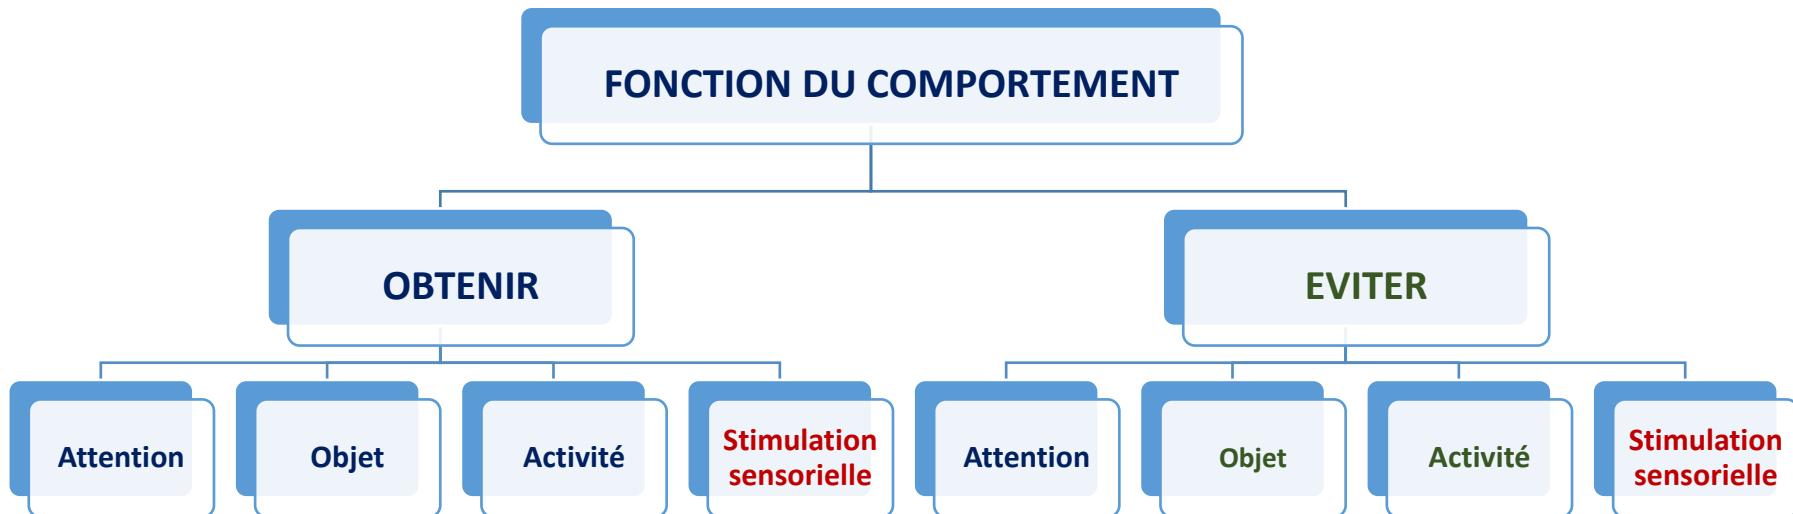 FONCTION DU COMPORTEMENT
OBTENIR
EVITER
Attention
Objet
Activité
Stimulation
sensorielle
Attention
Objet
Activité
Stimulation
sensorielle